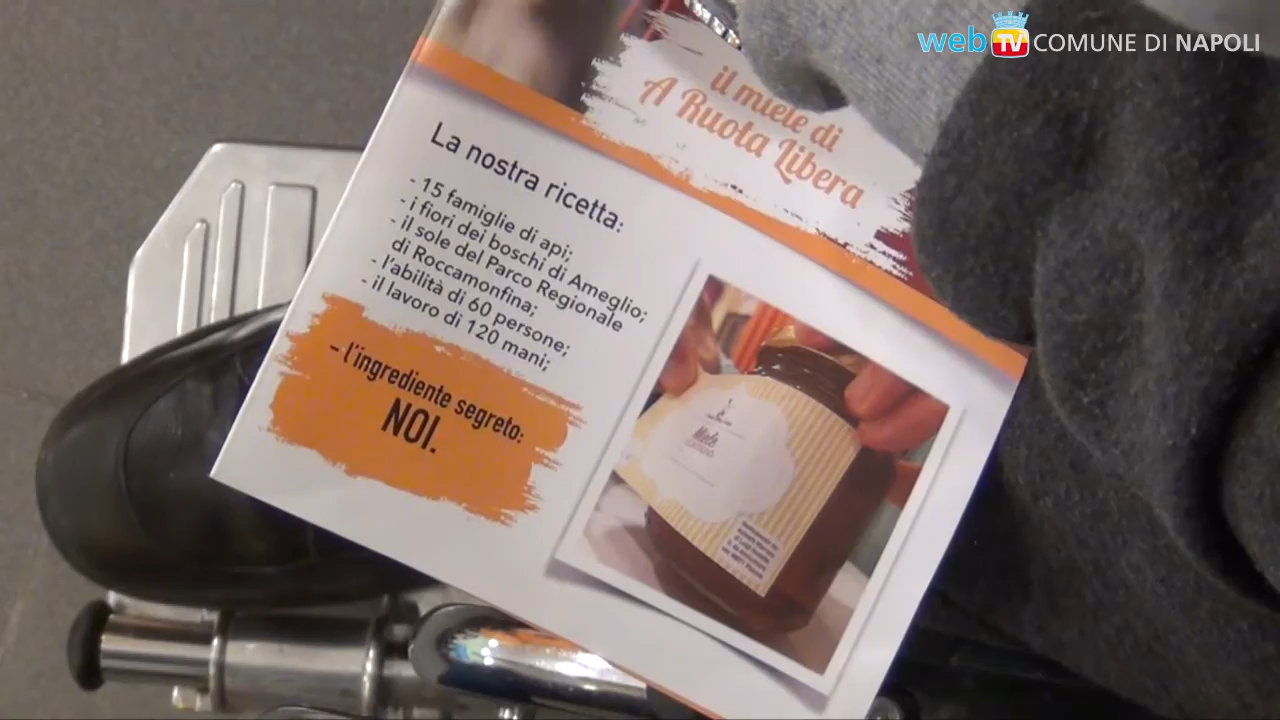 web TV COMUNE DI NAPOLI
il miele di
A Ruota Libera
La nostra ricetta:
- 15 famiglie di api;
- i fiori dei boschi di Ameglio;
- il sole del Parco Regionale
di Roccamonfina;
- l'abilità di 60 persone;
- il lavoro di 120 mani;
- l'ingrediente segreto:
NOI.
Miele